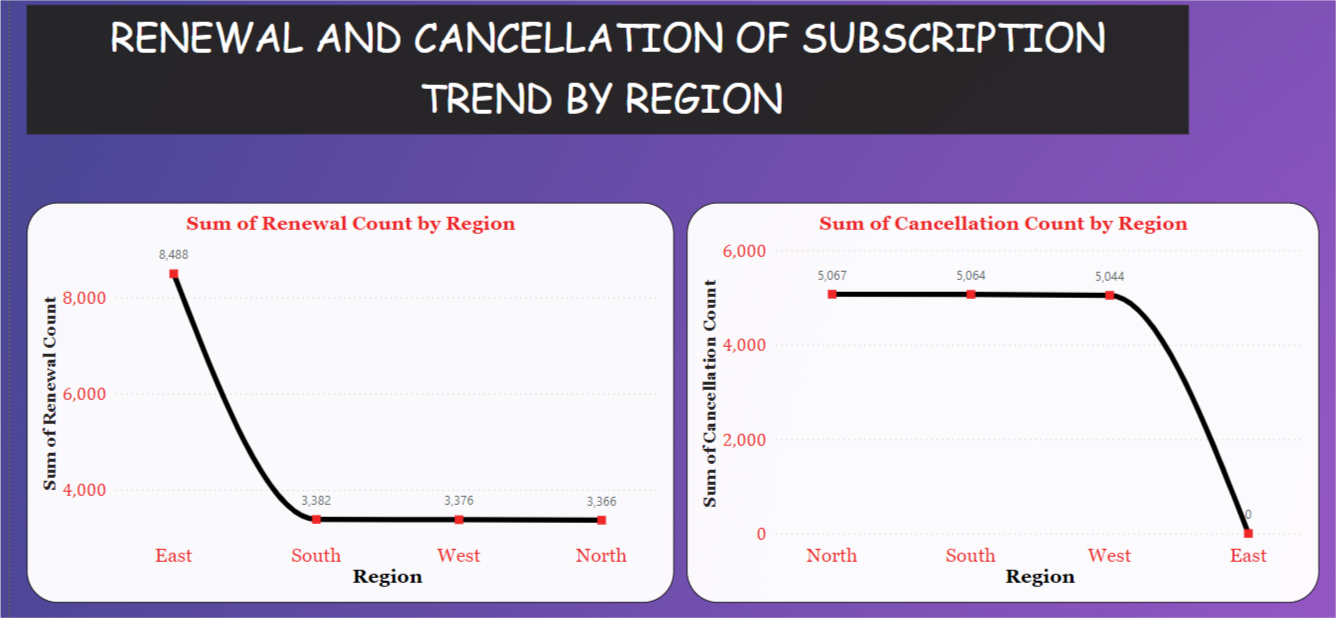 RENEWAL AND CANCELLATION OF SUBSCRIPTION
TREND BY REGION
Sum of Renewal Count by Region
Sum of Renewal Count
8,000
6,000
4,000
8,488
3,382
3,376
3,366
East
South
West
North
Region
Sum of Cancellation Count by Region
Sum of Cancellation Count
6,000
4,000
2,000
0
5,067
5,064
5,044
0
North
South
West
East
Region